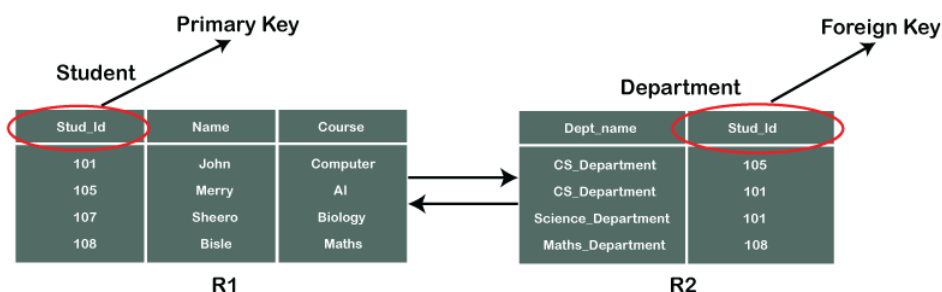 Primary Key
Foreign Key
Student
Department
Stud_Id Name Course
101 John Computer
105 Merry AI
107 Sheero Biology
108 Bisle Maths
R1
Dept_name Stud_Id
CS_Department 105
CS_Department 101
Science_Department 101
Maths_Department 108
R2